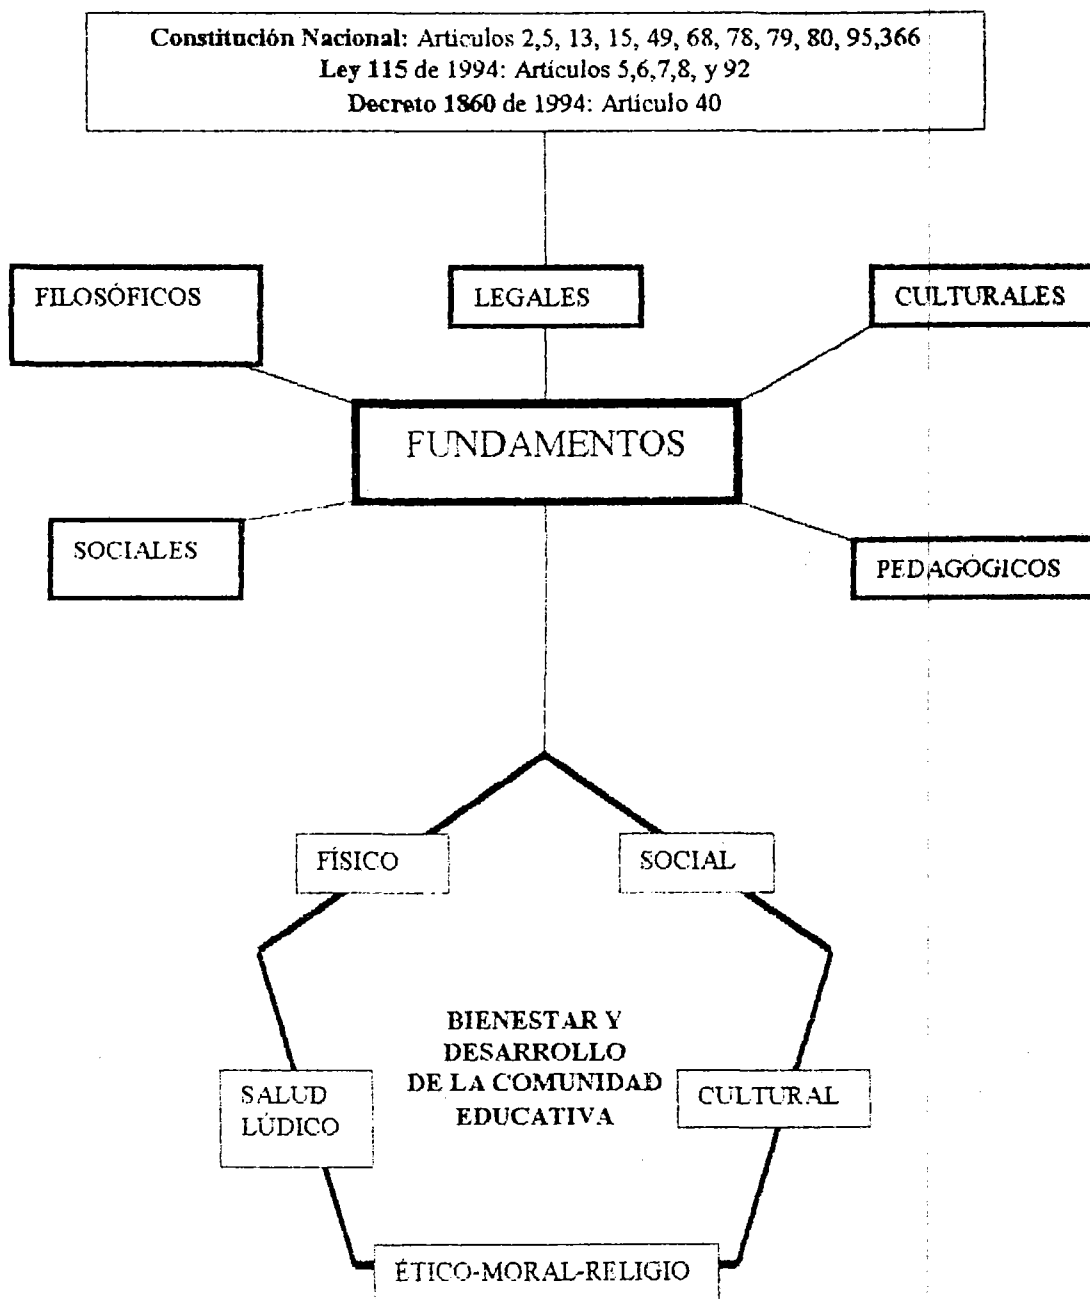 Constitución Nacional: Artículos 2,5, 13, 15, 49, 68, 78, 79, 80, 95,366
Ley 115 de 1994: Artículos 5,6,7,8, y 92
Decreto 1860 de 1994: Artículo 40
FILOSÓFICOS
LEGALES
CULTURALES
FUNDAMENTOS
SOCIALES
PEDAGÓGICOS
FÍSICO
SOCIAL
BIENESTAR Y
DESARROLLO
DE LA COMUNIDAD
EDUCATIVA
SALUD
LÚDICO
CULTURAL
ÉTICO-MORAL-RELIGIO